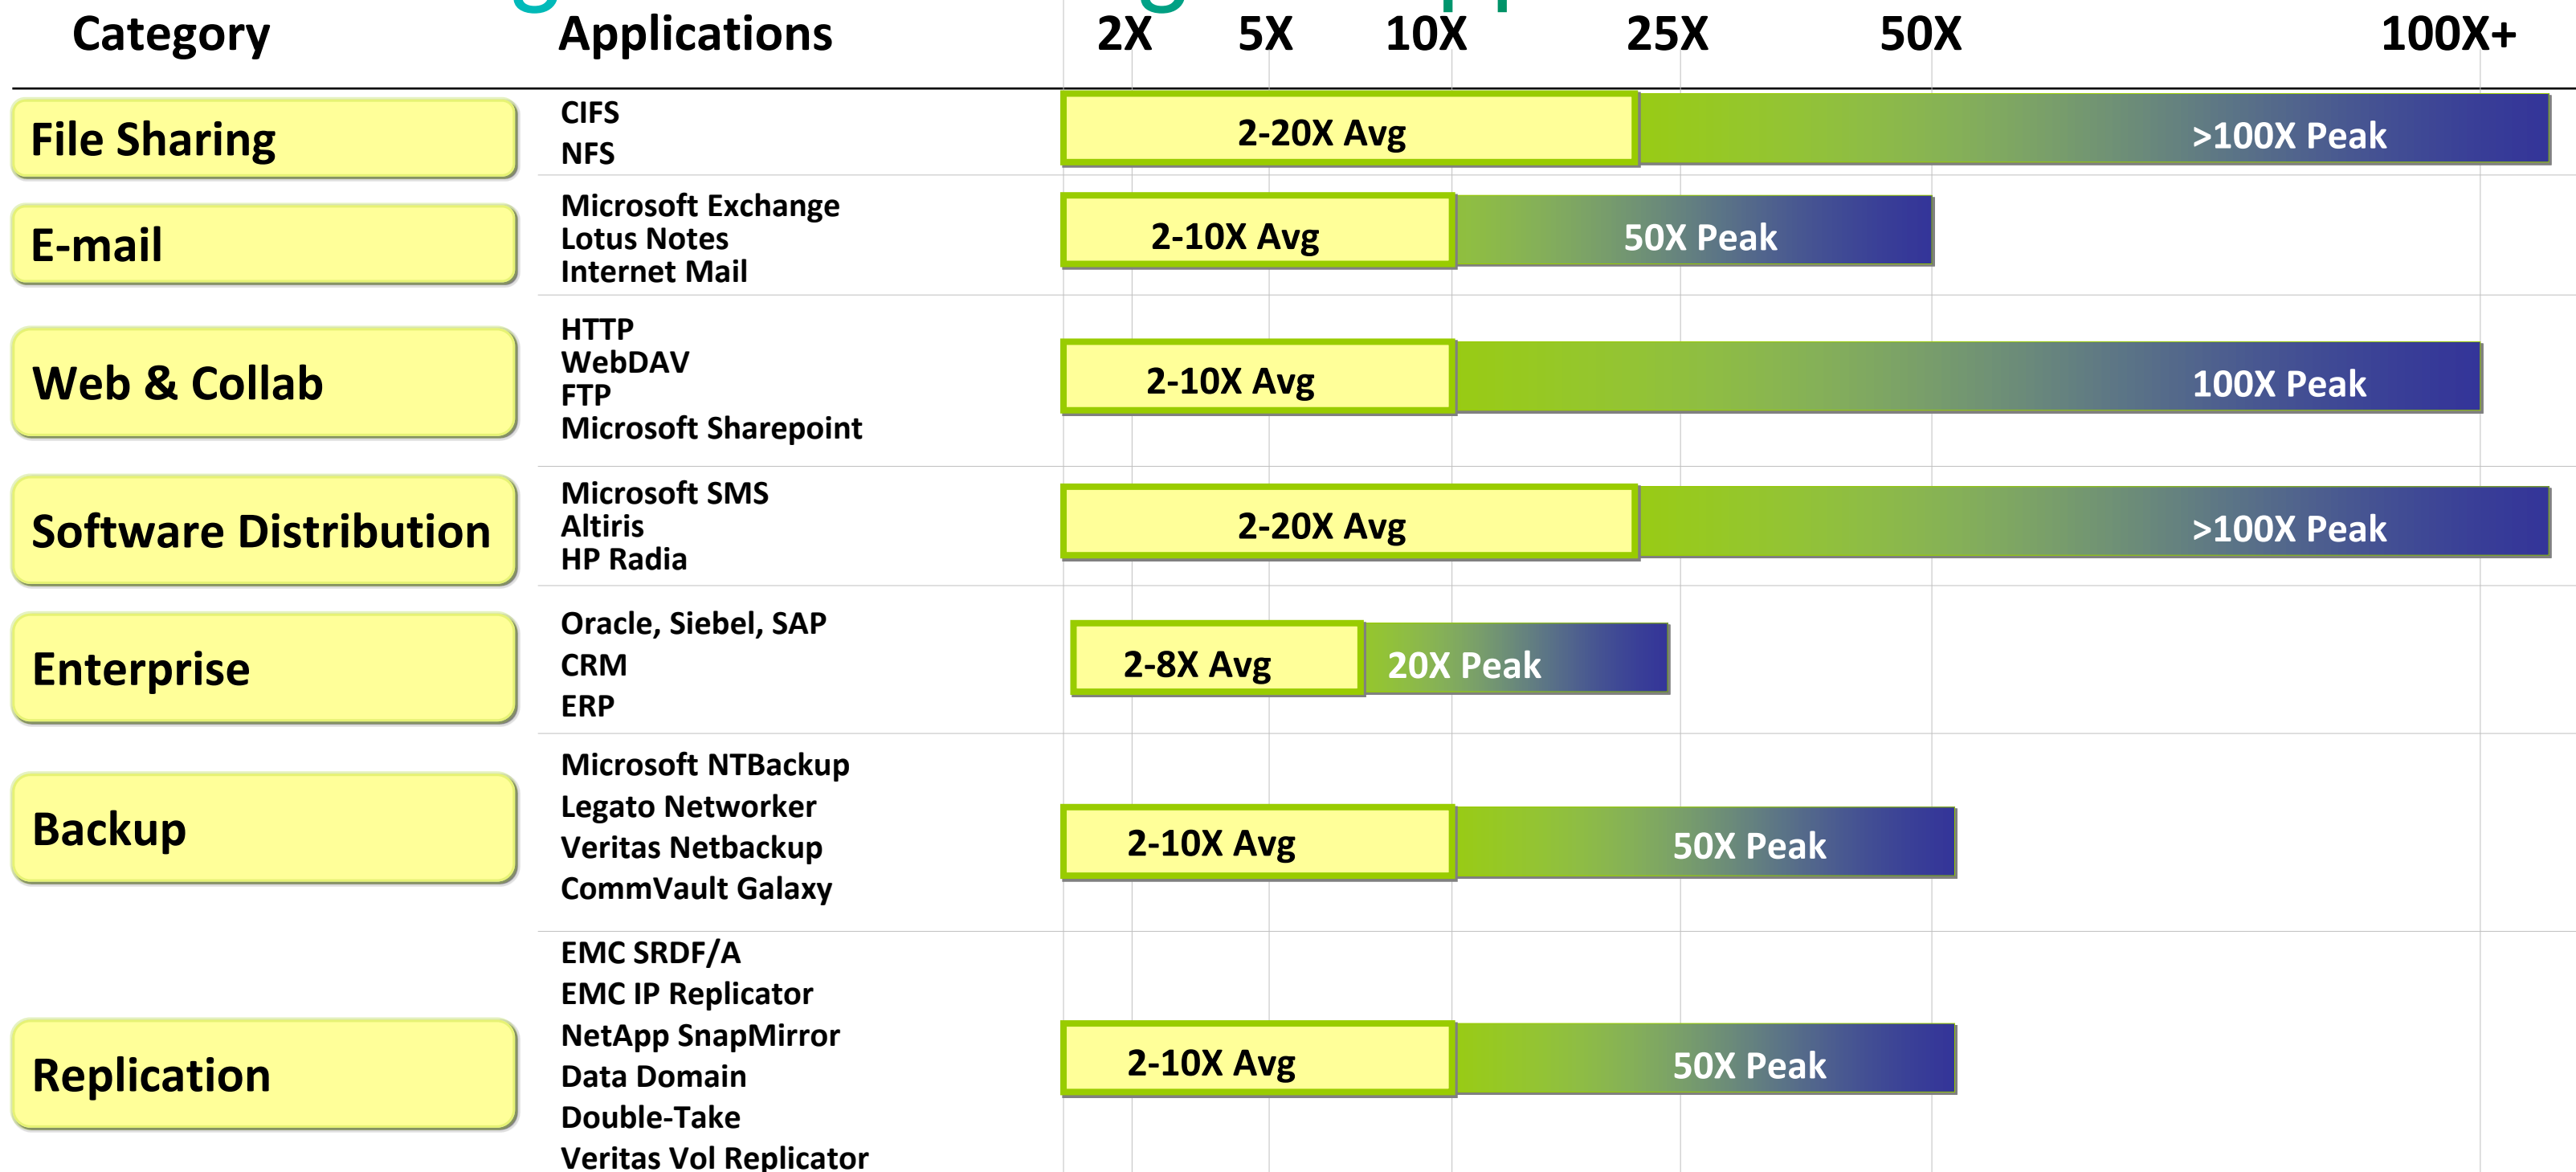 Category Applications 2X 5X 10X 25X 50X 100X+
File Sharing
CIFS
NFS
2-20X Avg >100X Peak
E-mail
Microsoft Exchange
Lotus Notes
Internet Mail
2-10X Avg 50X Peak
Web & Collab
HTTP
WebDAV
FTP
Microsoft Sharepoint
2-10X Avg 100X Peak
Software Distribution
Microsoft SMS
Altiris
HP Radia
2-20X Avg >100X Peak
Enterprise
Oracle, Siebel, SAP
CRM
ERP
2-8X Avg 20X Peak
Backup
Microsoft NTBackup
Legato Networker
Veritas Netbackup
CommVault Galaxy
2-10X Avg 50X Peak
Replication
EMC SRDF/A
EMC IP Replicator
NetApp SnapMirror
Data Domain
Double-Take
Veritas Vol Replicator
2-10X Avg 50X Peak